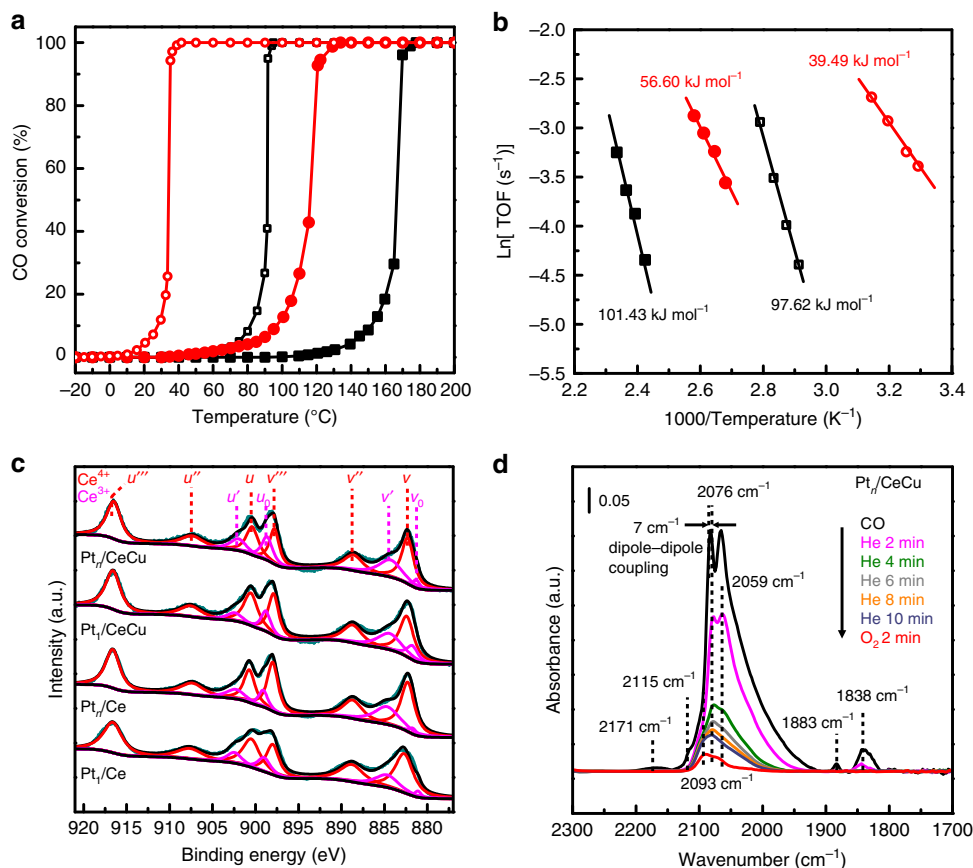 a
100
80
60
40
20
0
CO conversion (%)
−20 0 20 40 60 80 100 120 140 160 180 200
Temperature (°C)
b
−2.0
−2.5
−3.0
−3.5
−4.0
−4.5
−5.0
−5.5
Ln[ TOF (s⁻¹)]
56.60 kJ mol⁻¹
39.49 kJ mol⁻¹
101.43 kJ mol⁻¹
97.62 kJ mol⁻¹
2.2 2.4 2.6 2.8 3.0 3.2 3.4
1000/Temperature (K⁻¹)
c
Ce⁴⁺ u′′′ u′′ u v′′′ v′′ v
Ce³⁺ u′ u₀ v′ v₀
Ptₙ/CeCu
Pt₁/CeCu
Ptₙ/Ce
Pt₁/Ce
Intensity (a.u.)
920 915 910 905 900 895 890 885 880
Binding energy (eV)
d
0.05
2076 cm⁻¹
Ptₙ/CeCu
7 cm⁻¹
dipole–dipole
coupling
2059 cm⁻¹
CO
He 2 min
He 4 min
He 6 min
He 8 min
He 10 min
O₂ 2 min
2115 cm⁻¹
2171 cm⁻¹
1838 cm⁻¹
1883 cm⁻¹
2093 cm⁻¹
Absorbance (a.u.)
2300 2200 2100 2000 1900 1800 1700
Wavenumber (cm⁻¹)